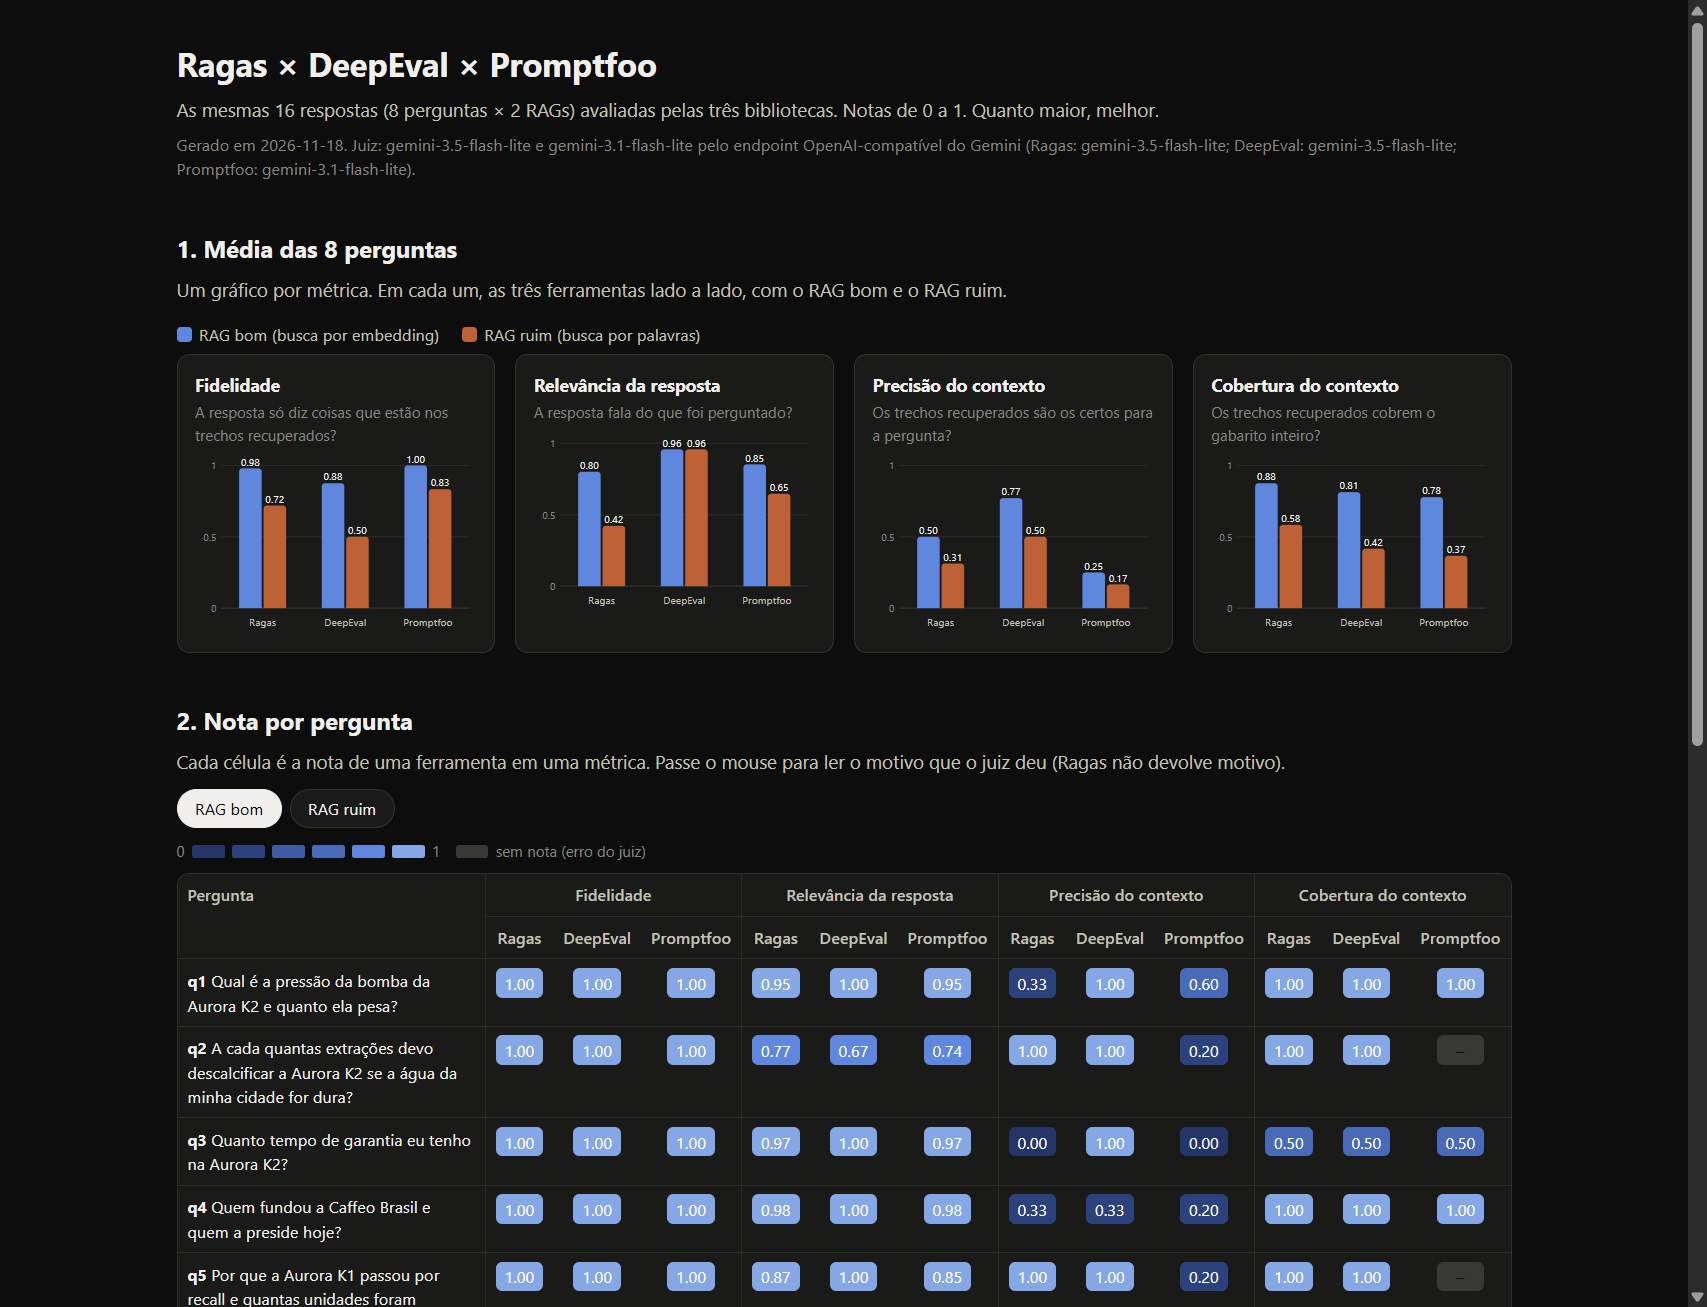 Ragas × DeepEval × Promptfoo
As mesmas 16 respostas (8 perguntas × 2 RAGs) avaliadas pelas três bibliotecas. Notas de 0 a 1. Quanto maior, melhor.
Gerado em 2026-11-18. Juiz: gemini-3.5-flash-lite e gemini-3.1-flash-lite pelo endpoint OpenAI-compatível do Gemini (Ragas: gemini-3.5-flash-lite; DeepEval: gemini-3.5-flash-lite;
Promptfoo: gemini-3.1-flash-lite).
1. Média das 8 perguntas
Um gráfico por métrica. Em cada um, as três ferramentas lado a lado, com o RAG bom e o RAG ruim.
RAG bom (busca por embedding) RAG ruim (busca por palavras)
Fidelidade
A resposta só diz coisas que estão nos
trechos recuperados?
1
0.5
0
0.98
0.72
0.88
0.50
1.00
0.83
Ragas DeepEval Promptfoo
Relevância da resposta
A resposta fala do que foi perguntado?
1
0.5
0
0.80
0.42
0.96 0.96
0.85
0.65
Ragas DeepEval Promptfoo
Precisão do contexto
Os trechos recuperados são os certos para
a pergunta?
1
0.5
0
0.50
0.31
0.77
0.50
0.25
0.17
Ragas DeepEval Promptfoo
Cobertura do contexto
Os trechos recuperados cobrem o
gabarito inteiro?
1
0.5
0
0.88
0.58
0.81
0.42
0.78
0.37
Ragas DeepEval Promptfoo
2. Nota por pergunta
Cada célula é a nota de uma ferramenta em uma métrica. Passe o mouse para ler o motivo que o juiz deu (Ragas não devolve motivo).
RAG bom RAG ruim
0 1 sem nota (erro do juiz)
Pergunta Fidelidade Relevância da resposta Precisão do contexto Cobertura do contexto
Ragas DeepEval Promptfoo Ragas DeepEval Promptfoo Ragas DeepEval Promptfoo Ragas DeepEval Promptfoo
q1 Qual é a pressão da bomba da
Aurora K2 e quanto ela pesa?
1.00 1.00 1.00 0.95 1.00 0.95 0.33 1.00 0.60 1.00 1.00 1.00
q2 A cada quantas extrações devo
descalcificar a Aurora K2 se a água da
minha cidade for dura?
1.00 1.00 1.00 0.77 0.67 0.74 1.00 1.00 0.20 1.00 1.00 –
q3 Quanto tempo de garantia eu tenho
na Aurora K2?
1.00 1.00 1.00 0.97 1.00 0.97 0.00 1.00 0.00 0.50 0.50 0.50
q4 Quem fundou a Caffeo Brasil e
quem a preside hoje?
1.00 1.00 1.00 0.98 1.00 0.98 0.33 0.33 0.20 1.00 1.00 1.00
q5 Por que a Aurora K1 passou por
recall e quantas unidades foram
1.00 1.00 1.00 0.87 1.00 0.85 1.00 1.00 0.20 1.00 1.00 –